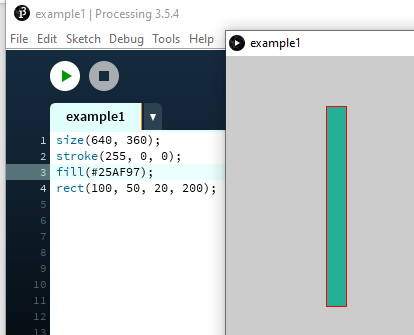 example1 | Processing 3.5.4
File Edit Sketch Debug Tools Help
example1
example1
1 size(640, 360);
2 stroke(255, 0, 0);
3 fill(#25AF97);
4 rect(100, 50, 20, 200);
5
6
7
8
9
10
11
12
13